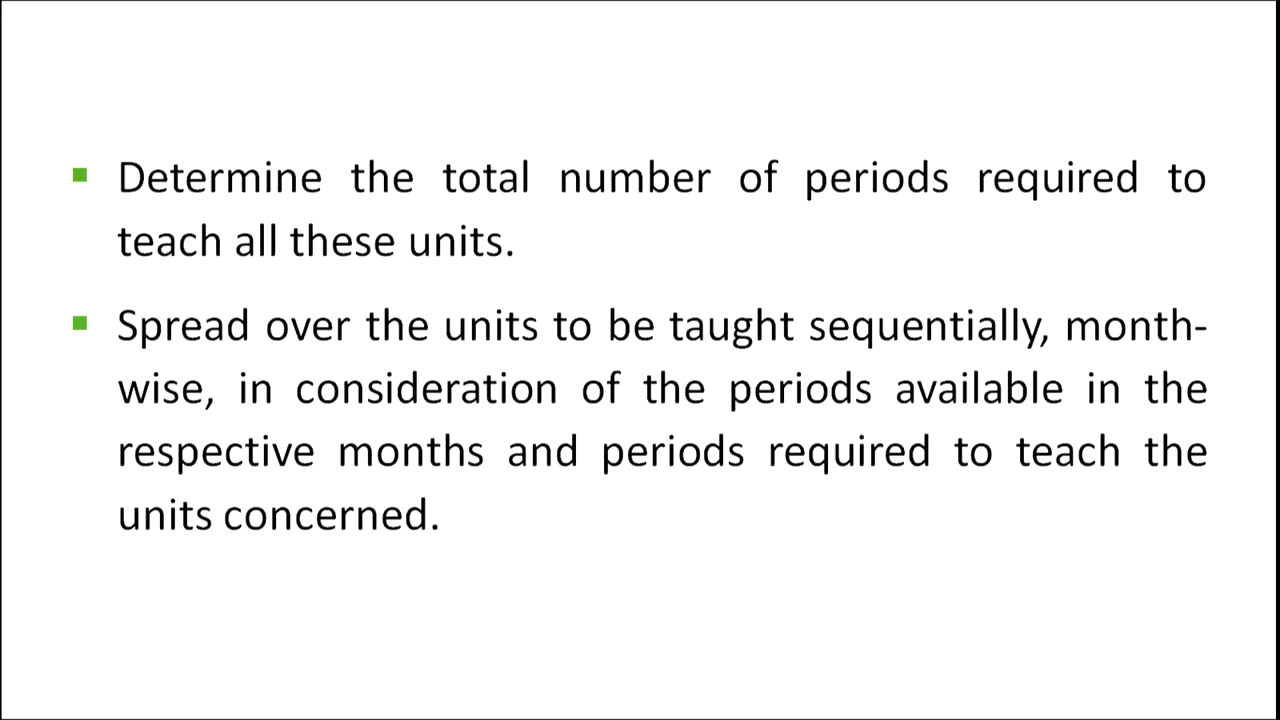 Determine the total number of periods required to
teach all these units.
Spread over the units to be taught sequentially, month-
wise, in consideration of the periods available in the
respective months and periods required to teach the
units concerned.